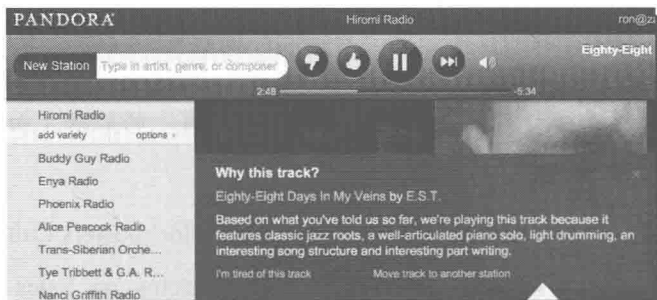 PANDORA Hiromi Radio ron@za
Eighty-Eight
New Station Type in artist, genre, or composer
2:48 -5:34
Hiromi Radio
add variety options
Buddy Guy Radio
Enya Radio
Phoenix Radio
Alice Peacock Radio
Trans-Siberian Orche...
Tye Tribbett & G.A. R...
Nanci Griffith Radio
Why this track?
Eighty-Eight Days In My Veins by E.S.T.
Based on what you've told us so far, we're playing this track because it
features classic jazz roots, a well-articulated piano solo, light drumming, an
interesting song structure and interesting part writing.
I'm tired of this track Move track to another station